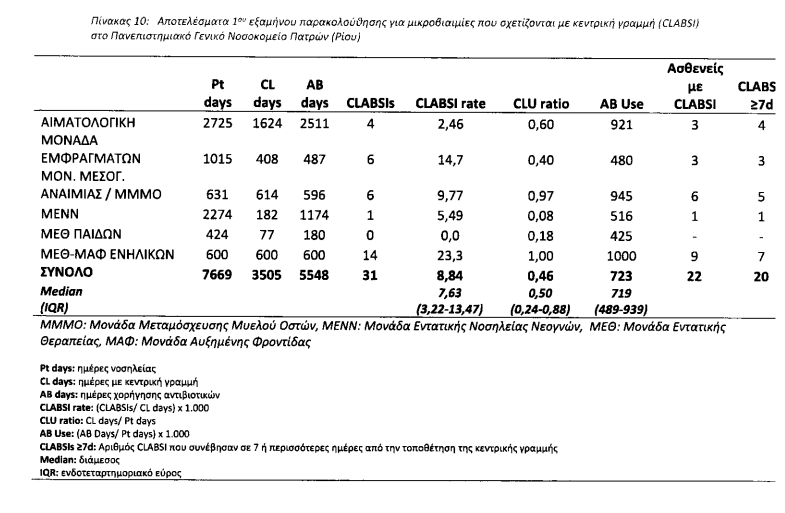 Πίνακας 10: Αποτελέσματα 1ου εξαμήνου παρακολούθησης για μικροβιαιμίες που σχετίζονται με κεντρική γραμμή (CLABSI)
στο Πανεπιστημιακό Γενικό Νοσοκομείο Πατρών (Ρίου)
Pt days CL days AB days CLABSIs CLABSI rate CLU ratio AB Use Ασθενείς με CLABSI CLABS ≥7d
ΑΙΜΑΤΟΛΟΓΙΚΗ 2725 1624 2511 4 2,46 0,60 921 3 4
ΜΟΝΑΔΑ
ΕΜΦΡΑΓΜΑΤΩΝ 1015 408 487 6 14,7 0,40 480 3 3
ΜΟΝ. ΜΕΣΟΓ.
ΑΝΑΙΜΙΑΣ / ΜΜΜΟ 631 614 596 6 9,77 0,97 945 6 5
ΜΕΝΝ 2274 182 1174 1 5,49 0,08 516 1 1
ΜΕΘ ΠΑΙΔΩΝ 424 77 180 0 0,0 0,18 425 - -
ΜΕΘ-ΜΑΦ ΕΝΗΛΙΚΩΝ 600 600 600 14 23,3 1,00 1000 9 7
ΣΥΝΟΛΟ 7669 3505 5548 31 8,84 0,46 723 22 20
Median 7,63 0,50 719
(IQR) (3,22-13,47) (0,24-0,88) (489-939)
ΜΜΜΟ: Μονάδα Μεταμόσχευσης Μυελού Οστών, ΜΕΝΝ: Μονάδα Εντατικής Νοσηλείας Νεογνών, ΜΕΘ: Μονάδα Εντατικής
Θεραπείας, ΜΑΦ: Μονάδα Αυξημένης Φροντίδας
Pt days: ημέρες νοσηλείας
CL days: ημέρες με κεντρική γραμμή
AB days: ημέρες χορήγησης αντιβιοτικών
CLABSI rate: (CLABSIs/ CL days) x 1.000
CLU ratio: CL days/ Pt days
AB Use: (AB Days/ Pt days) x 1.000
CLABSIs ≥7d: Αριθμός CLABSI που συνέβησαν σε 7 ή περισσότερες ημέρες από την τοποθέτηση της κεντρικής γραμμής
Median: διάμεσος
IQR: ενδοτεταρτημοριακό εύρος